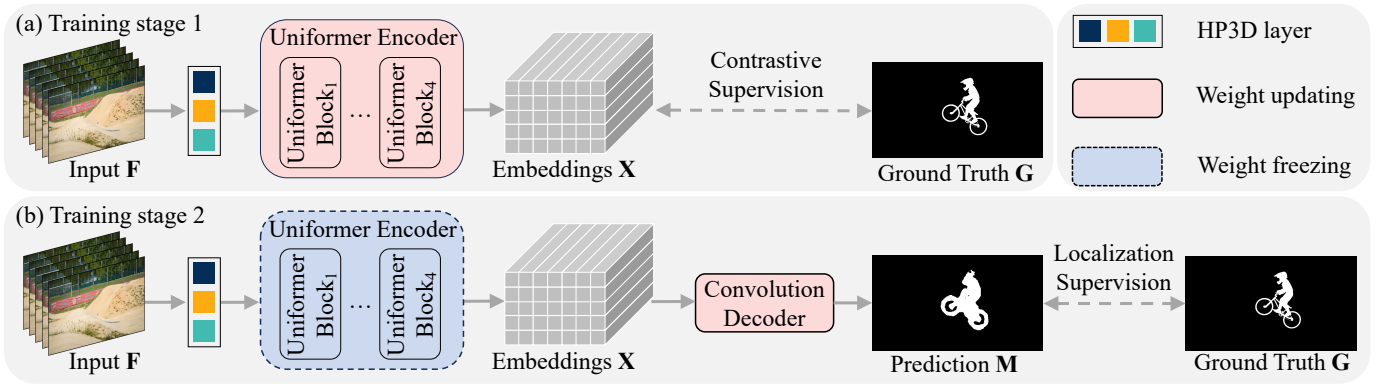 (a) Training stage 1
Input F
Uniformer Encoder
Uniformer
Block1
...
Uniformer
Block4
Embeddings X
Contrastive
Supervision
Ground Truth G
HP3D layer
Weight updating
Weight freezing
(b) Training stage 2
Input F
Uniformer Encoder
Uniformer
Block1
...
Uniformer
Block4
Embeddings X
Convolution
Decoder
Prediction M
Localization
Supervision
Ground Truth G